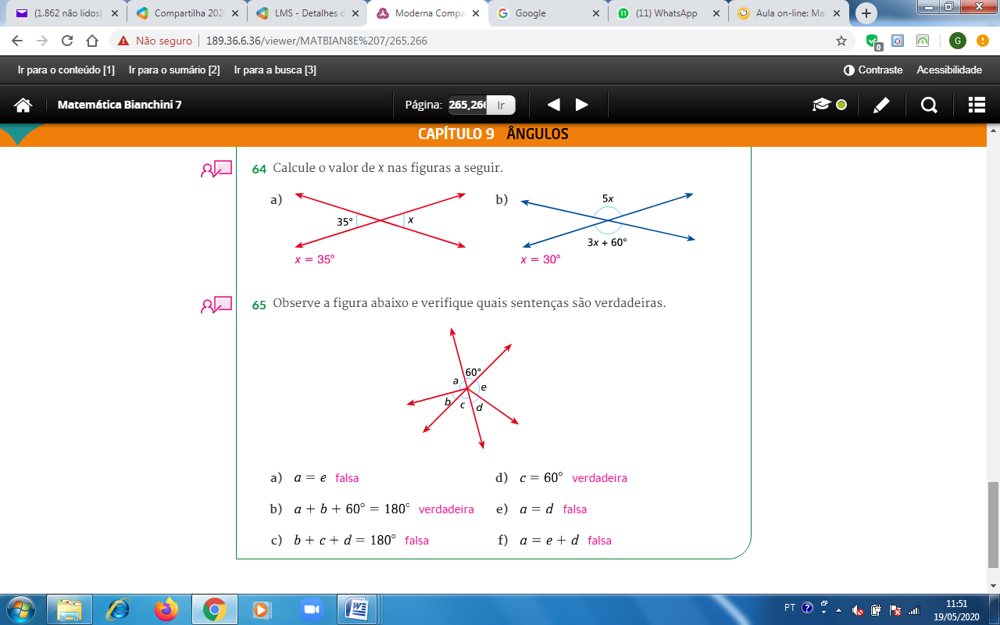 (1.862 não lidos)
Compartilha 202
LMS - Detalhes d
Moderna Compa
Google
(11) WhatsApp
Aula on-line: Mat
Não seguro
189.36.6.36/viewer/MATBIAN8E%207/265,266
0
G
Ir para o conteúdo [1]
Ir para o sumário [2]
Ir para a busca [3]
Contraste
Acessibilidade
Matemática Bianchini 7
Página:
265,266
Ir
CAPÍTULO 9 ÂNGULOS
64 Calcule o valor de x nas figuras a seguir.
a)
35°
x
x = 35°
b)
5x
3x + 60°
x = 30°
65 Observe a figura abaixo e verifique quais sentenças são verdadeiras.
60°
a
e
b
c
d
a) a = e falsa
b) a + b + 60° = 180° verdadeira
c) b + c + d = 180° falsa
d) c = 60° verdadeira
e) a = d falsa
f) a = e + d falsa
PT
11:51
19/05/2020